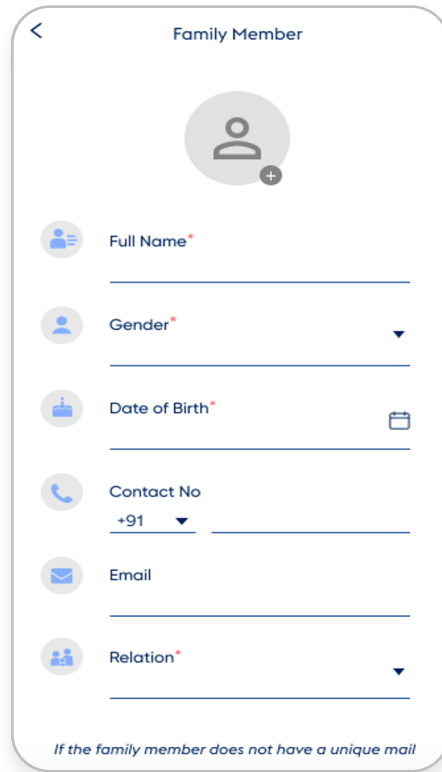 Family Member
Full Name*
Gender*
Date of Birth*
Contact No
+91
Email
Relation*
If the family member does not have a unique mail